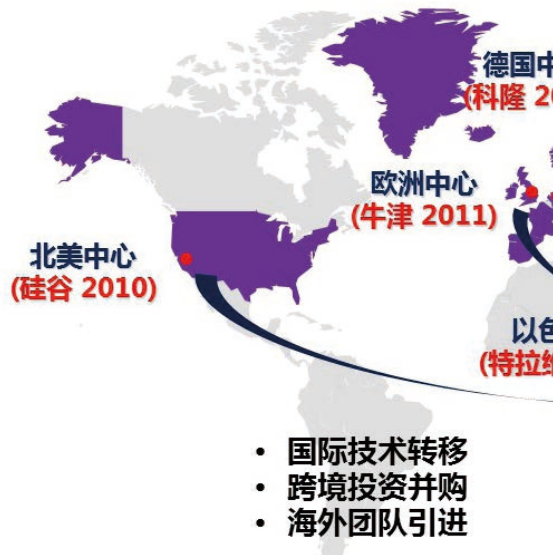 德国中
(科隆 20
欧洲中心
(牛津 2011)
北美中心
(硅谷 2010)
以色
(特拉维
• 国际技术转移
• 跨境投资并购
• 海外团队引进